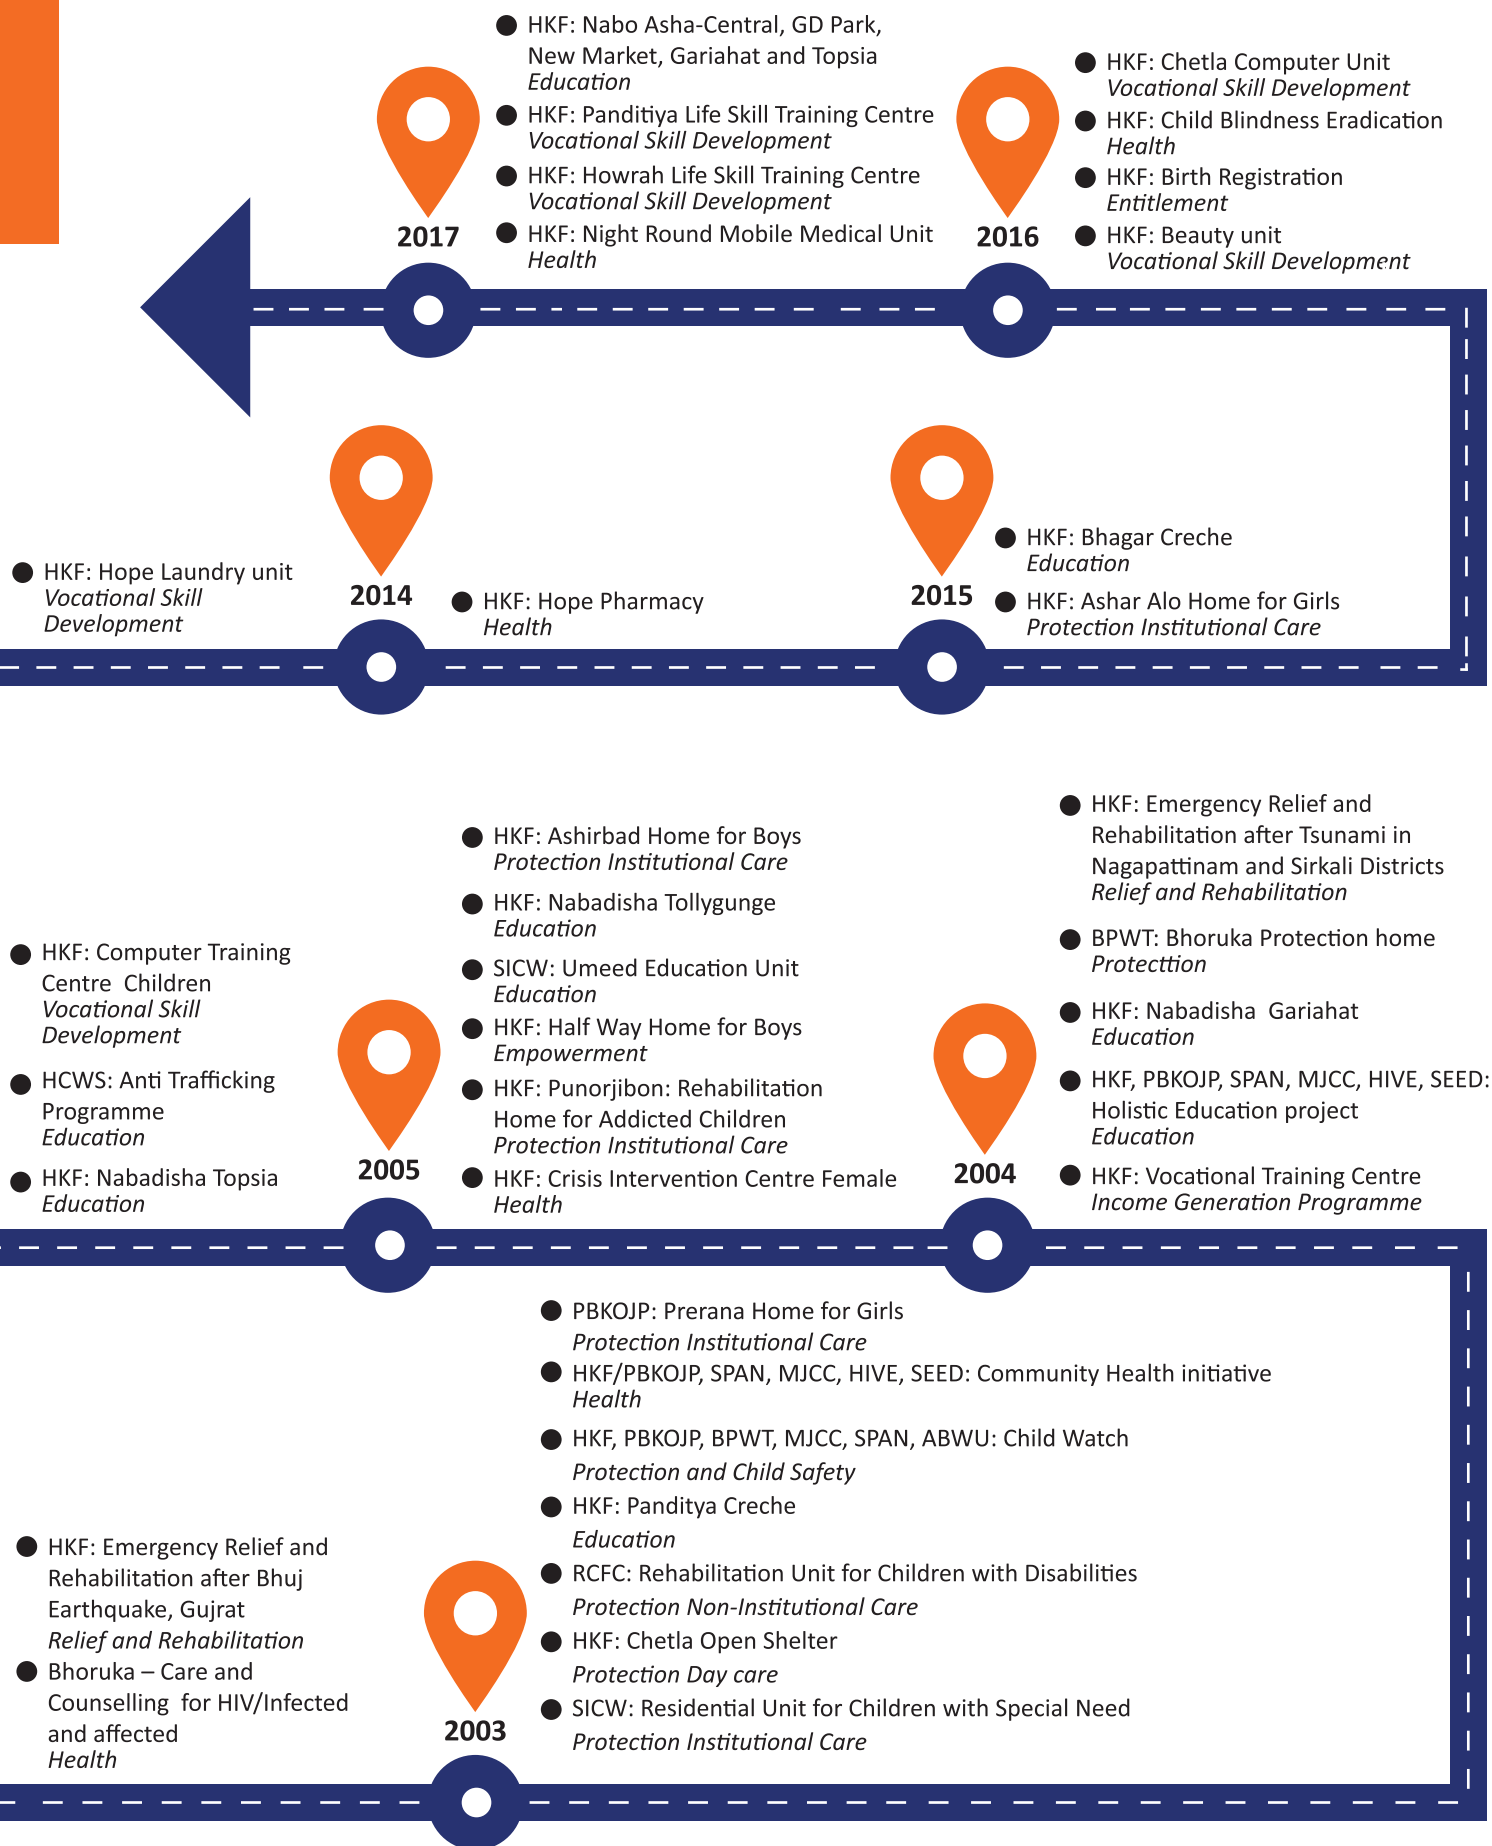 HKF: Nabo Asha-Central, GD Park,
New Market, Gariahat and Topsia
Education
HKF: Panditiya Life Skill Training Centre
Vocational Skill Development
HKF: Howrah Life Skill Training Centre
Vocational Skill Development
HKF: Night Round Mobile Medical Unit
Health
2017
HKF: Chetla Computer Unit
Vocational Skill Development
HKF: Child Blindness Eradication
Health
HKF: Birth Registration
Entitlement
HKF: Beauty unit
Vocational Skill Development
2016
HKF: Hope Laundry unit
Vocational Skill
Development
2014
HKF: Hope Pharmacy
Health
2015
HKF: Bhagar Creche
Education
HKF: Ashar Alo Home for Girls
Protection Institutional Care
HKF: Computer Training
Centre  Children
Vocational Skill
Development
HCWS: Anti Trafficking
Programme
Education
HKF: Nabadisha Topsia
Education
2005
HKF: Ashirbad Home for Boys
Protection Institutional Care
HKF: Nabadisha Tollygunge
Education
SICW: Umeed Education Unit
Education
HKF: Half Way Home for Boys
Empowerment
HKF: Punorjibon: Rehabilitation
Home for Addicted Children
Protection Institutional Care
HKF: Crisis Intervention Centre Female
Health
2004
HKF: Emergency Relief and
Rehabilitation after Tsunami in
Nagapattinam and Sirkali Districts
Relief and Rehabilitation
BPWT: Bhoruka Protection home
Protecttion
HKF: Nabadisha  Gariahat
Education
HKF, PBKOJP, SPAN, MJCC, HIVE, SEED:
Holistic Education project
Education
HKF: Vocational Training Centre
Income Generation Programme
HKF: Emergency Relief and
Rehabilitation after Bhuj
Earthquake, Gujrat
Relief and Rehabilitation
Bhoruka – Care and
Counselling  for HIV/Infected
and affected
Health
2003
PBKOJP: Prerana Home for Girls
Protection Institutional Care
HKF/PBKOJP, SPAN, MJCC, HIVE, SEED: Community Health initiative
Health
HKF, PBKOJP, BPWT, MJCC, SPAN, ABWU: Child Watch
Protection and Child Safety
HKF: Panditya Creche
Education
RCFC: Rehabilitation Unit for Children with Disabilities
Protection Non-Institutional Care
HKF: Chetla Open Shelter
Protection Day care
SICW: Residential Unit for Children with Special Need
Protection Institutional Care